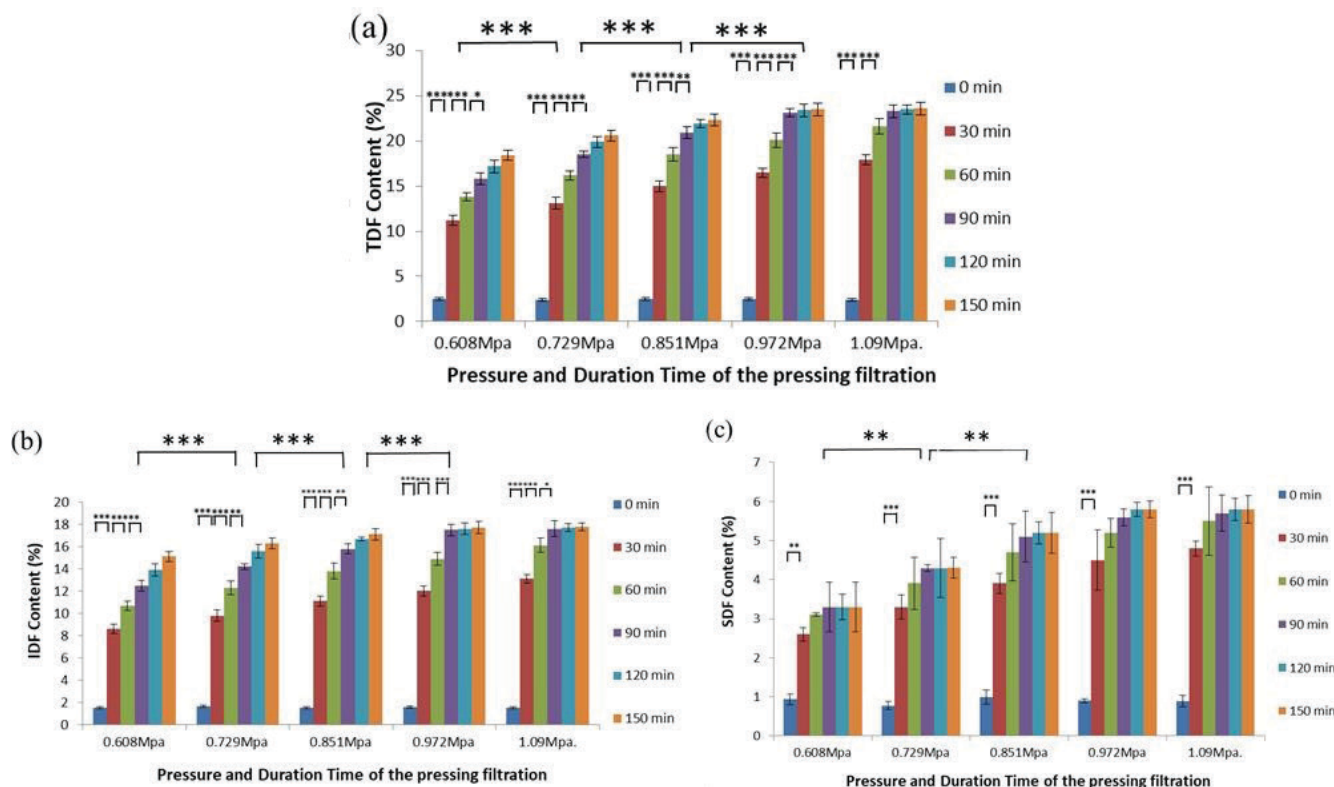 (a)
*** *** ***
30
25
20
15
10
5
0
TDF Content (%)
0.608Mpa 0.729Mpa 0.851Mpa 0.972Mpa 1.09Mpa.
Pressure and Duration Time of the pressing filtration
0 min
30 min
60 min
90 min
120 min
150 min
(b)
*** *** ***
20
18
16
14
12
10
8
6
4
2
0
IDF Content (%)
0.608Mpa 0.729Mpa 0.851Mpa 0.972Mpa 1.09Mpa.
Pressure and Duration Time of the pressing filtration
0 min
30 min
60 min
90 min
120 min
150 min
(c)
** **
7
6
5
4
3
2
1
0
SDF Content (%)
** *** *** *** ***
0.608Mpa 0.729Mpa 0.851Mpa 0.972Mpa 1.09Mpa.
Pressure and Duration Time of the pressing filtration
0 min
30 min
60 min
90 min
120 min
150 min